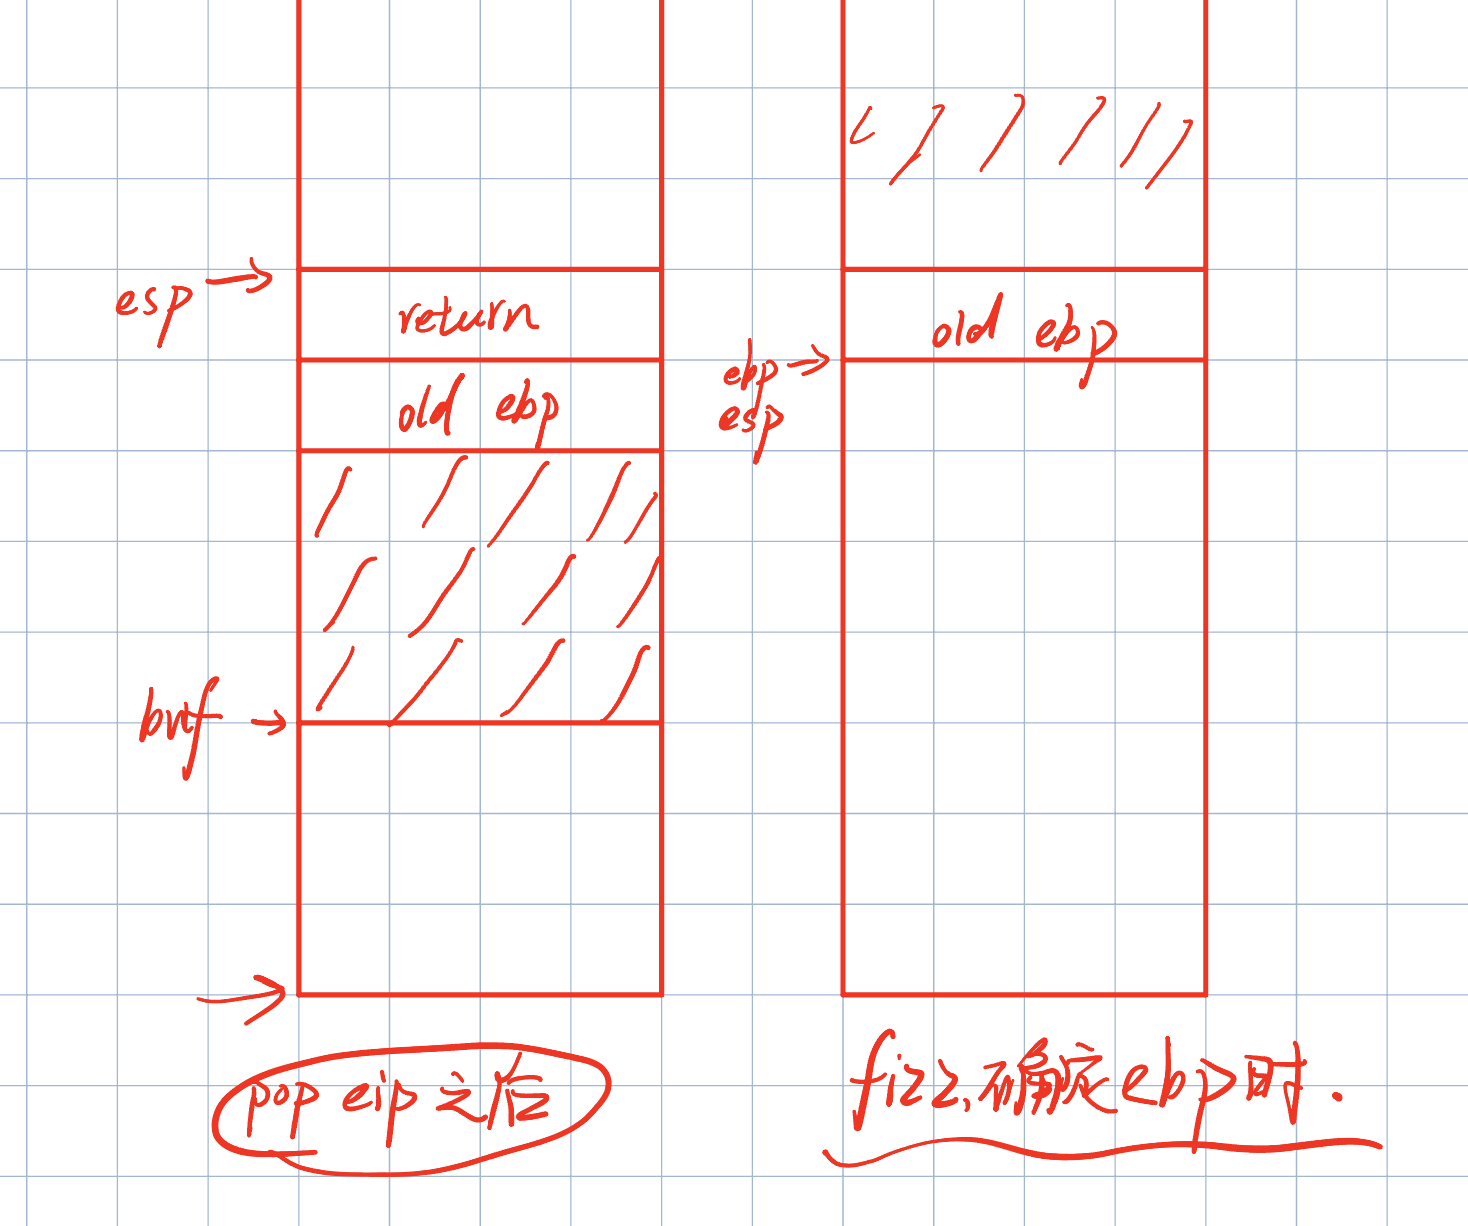 esp
return
old ebp
buf
pop eip 之后
old ebp
ebp
esp
fizz,确定ebp时.